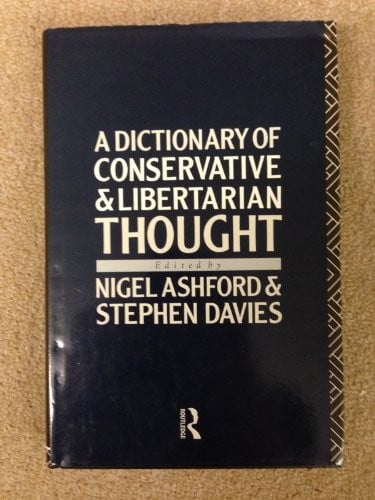 A DICTIONARY OF
CONSERVATIVE
& LIBERTARIAN
THOUGHT
Edited by
NIGEL ASHFORD &
STEPHEN DAVIES
ROUTLEDGE